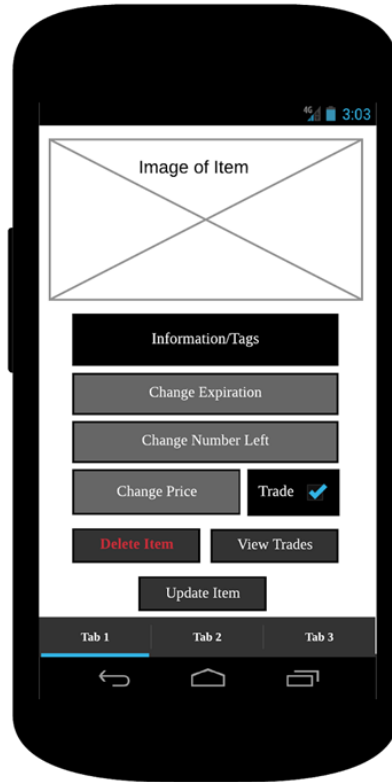 4G 3:03
Image of Item
Information/Tags
Change Expiration
Change Number Left
Change Price Trade
Delete Item View Trades
Update Item
Tab 1 Tab 2 Tab 3